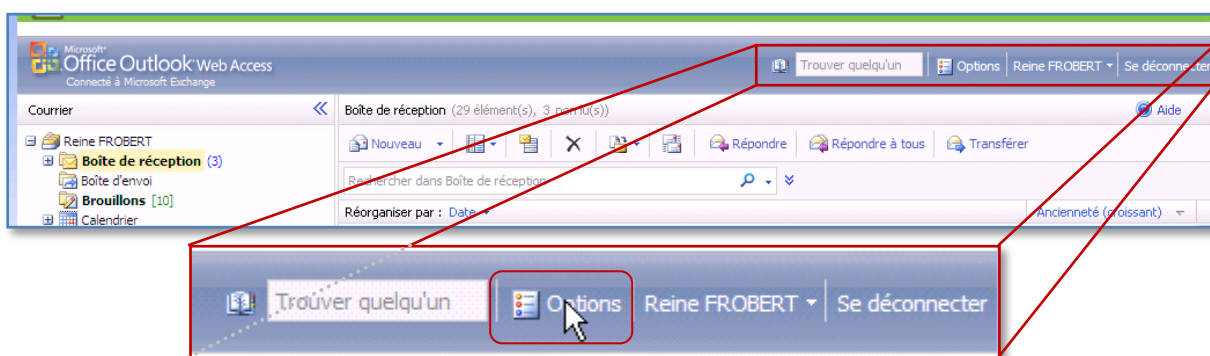 Microsoft®
Office Outlook Web Access
Connecté à Microsoft Exchange
Trouver quelqu'un Options Reine FROBERT Se déconnecter
Courrier
Boîte de réception (29 élément(s), 3 non lu(s)) Aide
Reine FROBERT
Boîte de réception (3)
Boîte d'envoi
Brouillons [10]
Calendrier
Nouveau Répondre Répondre à tous Transférer
Rechercher dans Boîte de réception
Réorganiser par : Date Ancienneté (croissant)
Trouver quelqu'un Options Reine FROBERT Se déconnecter